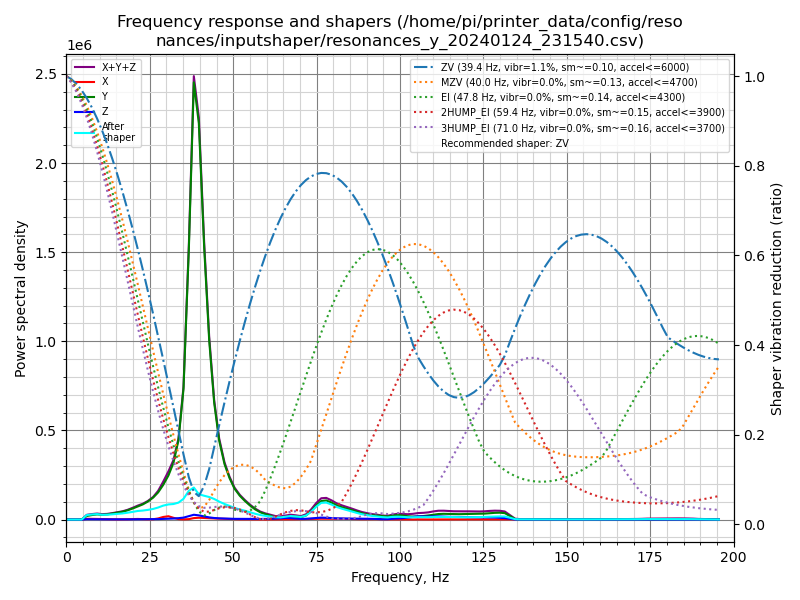 Frequency response and shapers (/home/pi/printer_data/config/reso
nances/inputshaper/resonances_y_20240124_231540.csv)
1e6
X+Y+Z
X
Y
Z
After
shaper
ZV (39.4 Hz, vibr=1.1%, sm~=0.10, accel<=6000)
MZV (40.0 Hz, vibr=0.0%, sm~=0.13, accel<=4700)
EI (47.8 Hz, vibr=0.0%, sm~=0.14, accel<=4300)
2HUMP_EI (59.4 Hz, vibr=0.0%, sm~=0.15, accel<=3900)
3HUMP_EI (71.0 Hz, vibr=0.0%, sm~=0.16, accel<=3700)
Recommended shaper: ZV
Power spectral density
2.5
2.0
1.5
1.0
0.5
0.0
1.0
0.8
0.6
0.4
0.2
0.0
Shaper vibration reduction (ratio)
0 25 50 75 100 125 150 175 200
Frequency, Hz